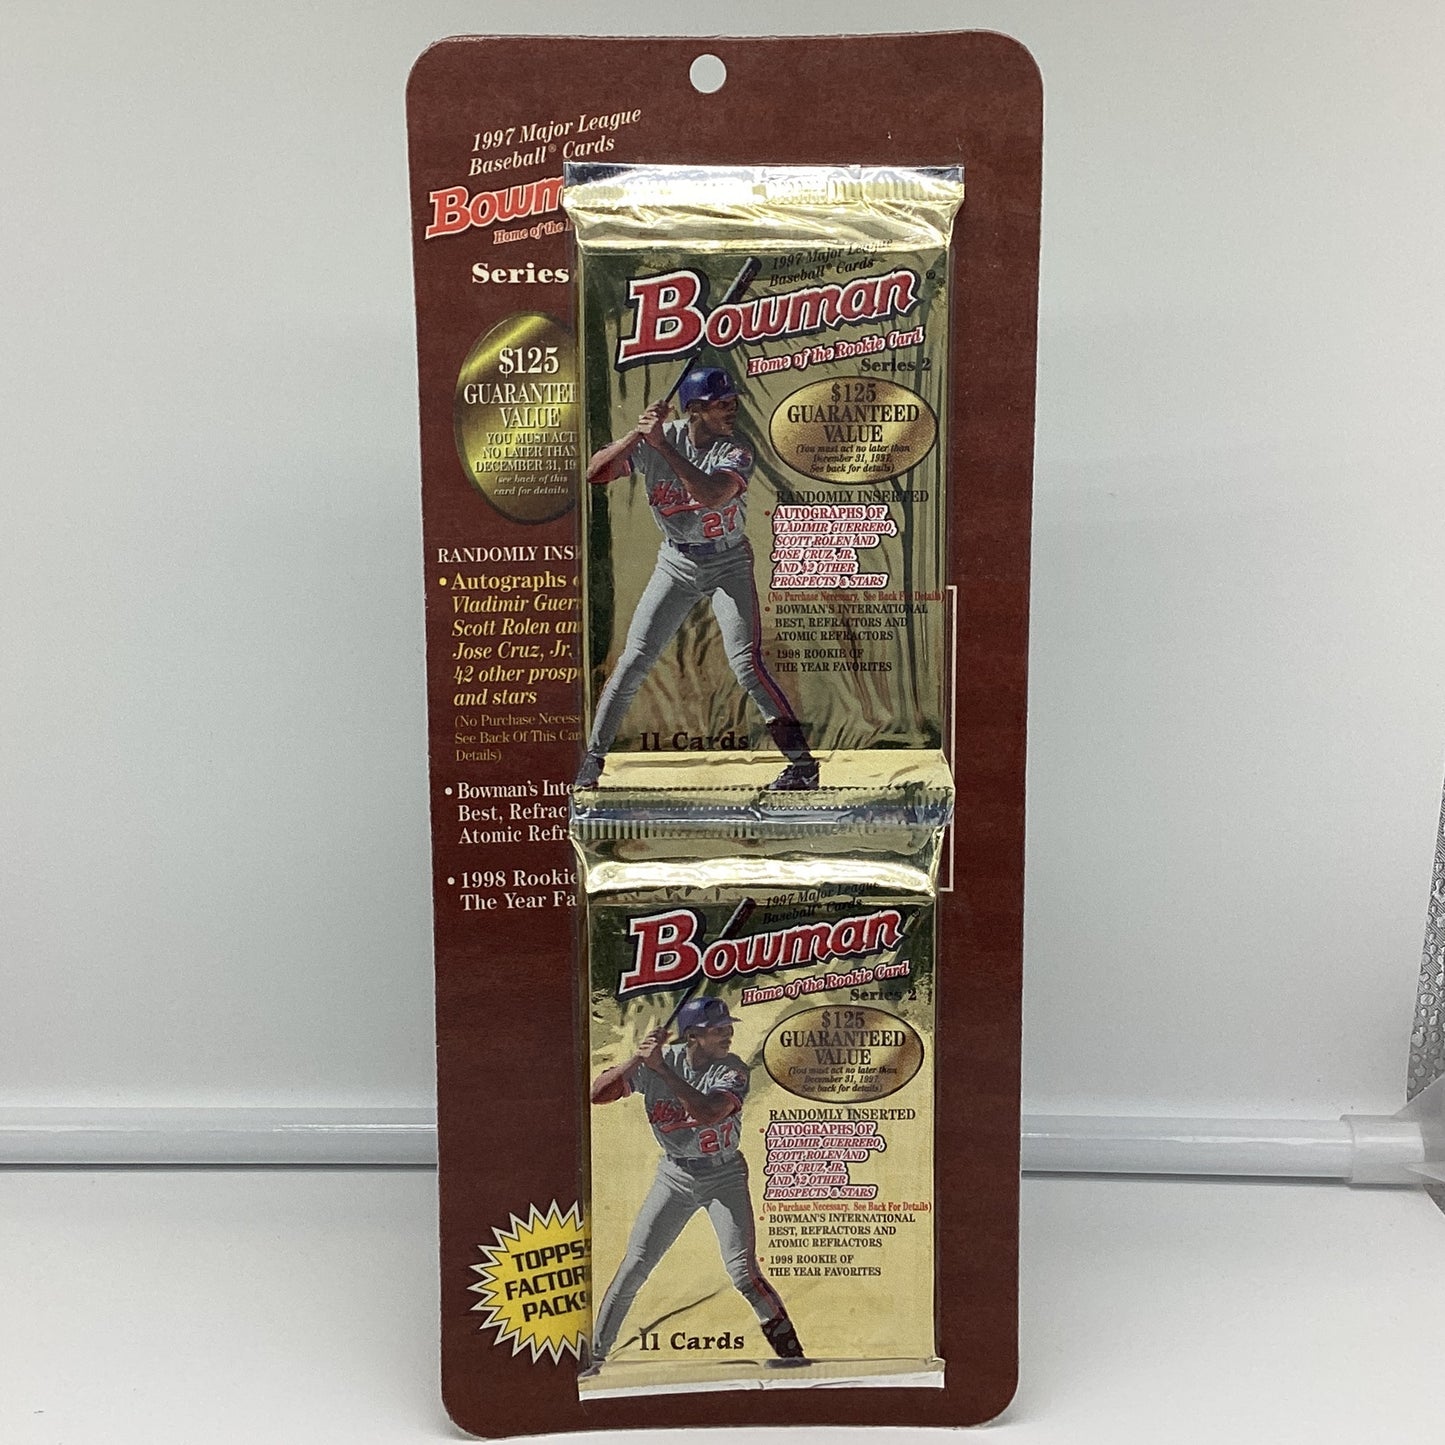 1997 Major League
Baseball® Cards
Bowm
Home of the
Series
$125
GUARANTEE
VALUE
YOU MUST ACT
NO LATER THAN
DECEMBER 31, 19
(see back of this
card for details)
RANDOMLY INS
• Autographs
Vladimir Guerr
Scott Rolen an
Jose Cruz, Jr.
42 other prosp
and stars
(No Purchase Necess
See Back Of This Car
Details)
• Bowman's Inte
Best, Refrac
Atomic Refr
• 1998 Rookie
The Year Fa
TOPPS
FACTOR
PACKS
1997 Major League
Baseball® Cards
Bowman®
Home of the Rookie Card
Series 2
$125
GUARANTEED
VALUE
(You must act no later than
December 31, 1997.
See back for details)
RANDOMLY INSERTED
• AUTOGRAPHS OF
VLADIMIR GUERRERO,
SCOTT ROLEN AND
JOSE CRUZ, JR.
AND 42 OTHER
PROSPECTS & STARS
(No Purchase Necessary. See Back For Details)
• BOWMAN'S INTERNATIONAL
BEST, REFRACTORS AND
ATOMIC REFRACTORS
• 1998 ROOKIE OF
THE YEAR FAVORITES
27
11 Cards
1997 Major League
Baseball® Cards
Bowman®
Home of the Rookie Card
Series 2
$125
GUARANTEED
VALUE
(You must act no later than
December 31, 1997.
See back for details)
RANDOMLY INSERTED
• AUTOGRAPHS OF
VLADIMIR GUERRERO,
SCOTT ROLEN AND
JOSE CRUZ, JR.
AND 42 OTHER
PROSPECTS & STARS
(No Purchase Necessary. See Back For Details)
• BOWMAN'S INTERNATIONAL
BEST, REFRACTORS AND
ATOMIC REFRACTORS
• 1998 ROOKIE OF
THE YEAR FAVORITES
27
11 Cards